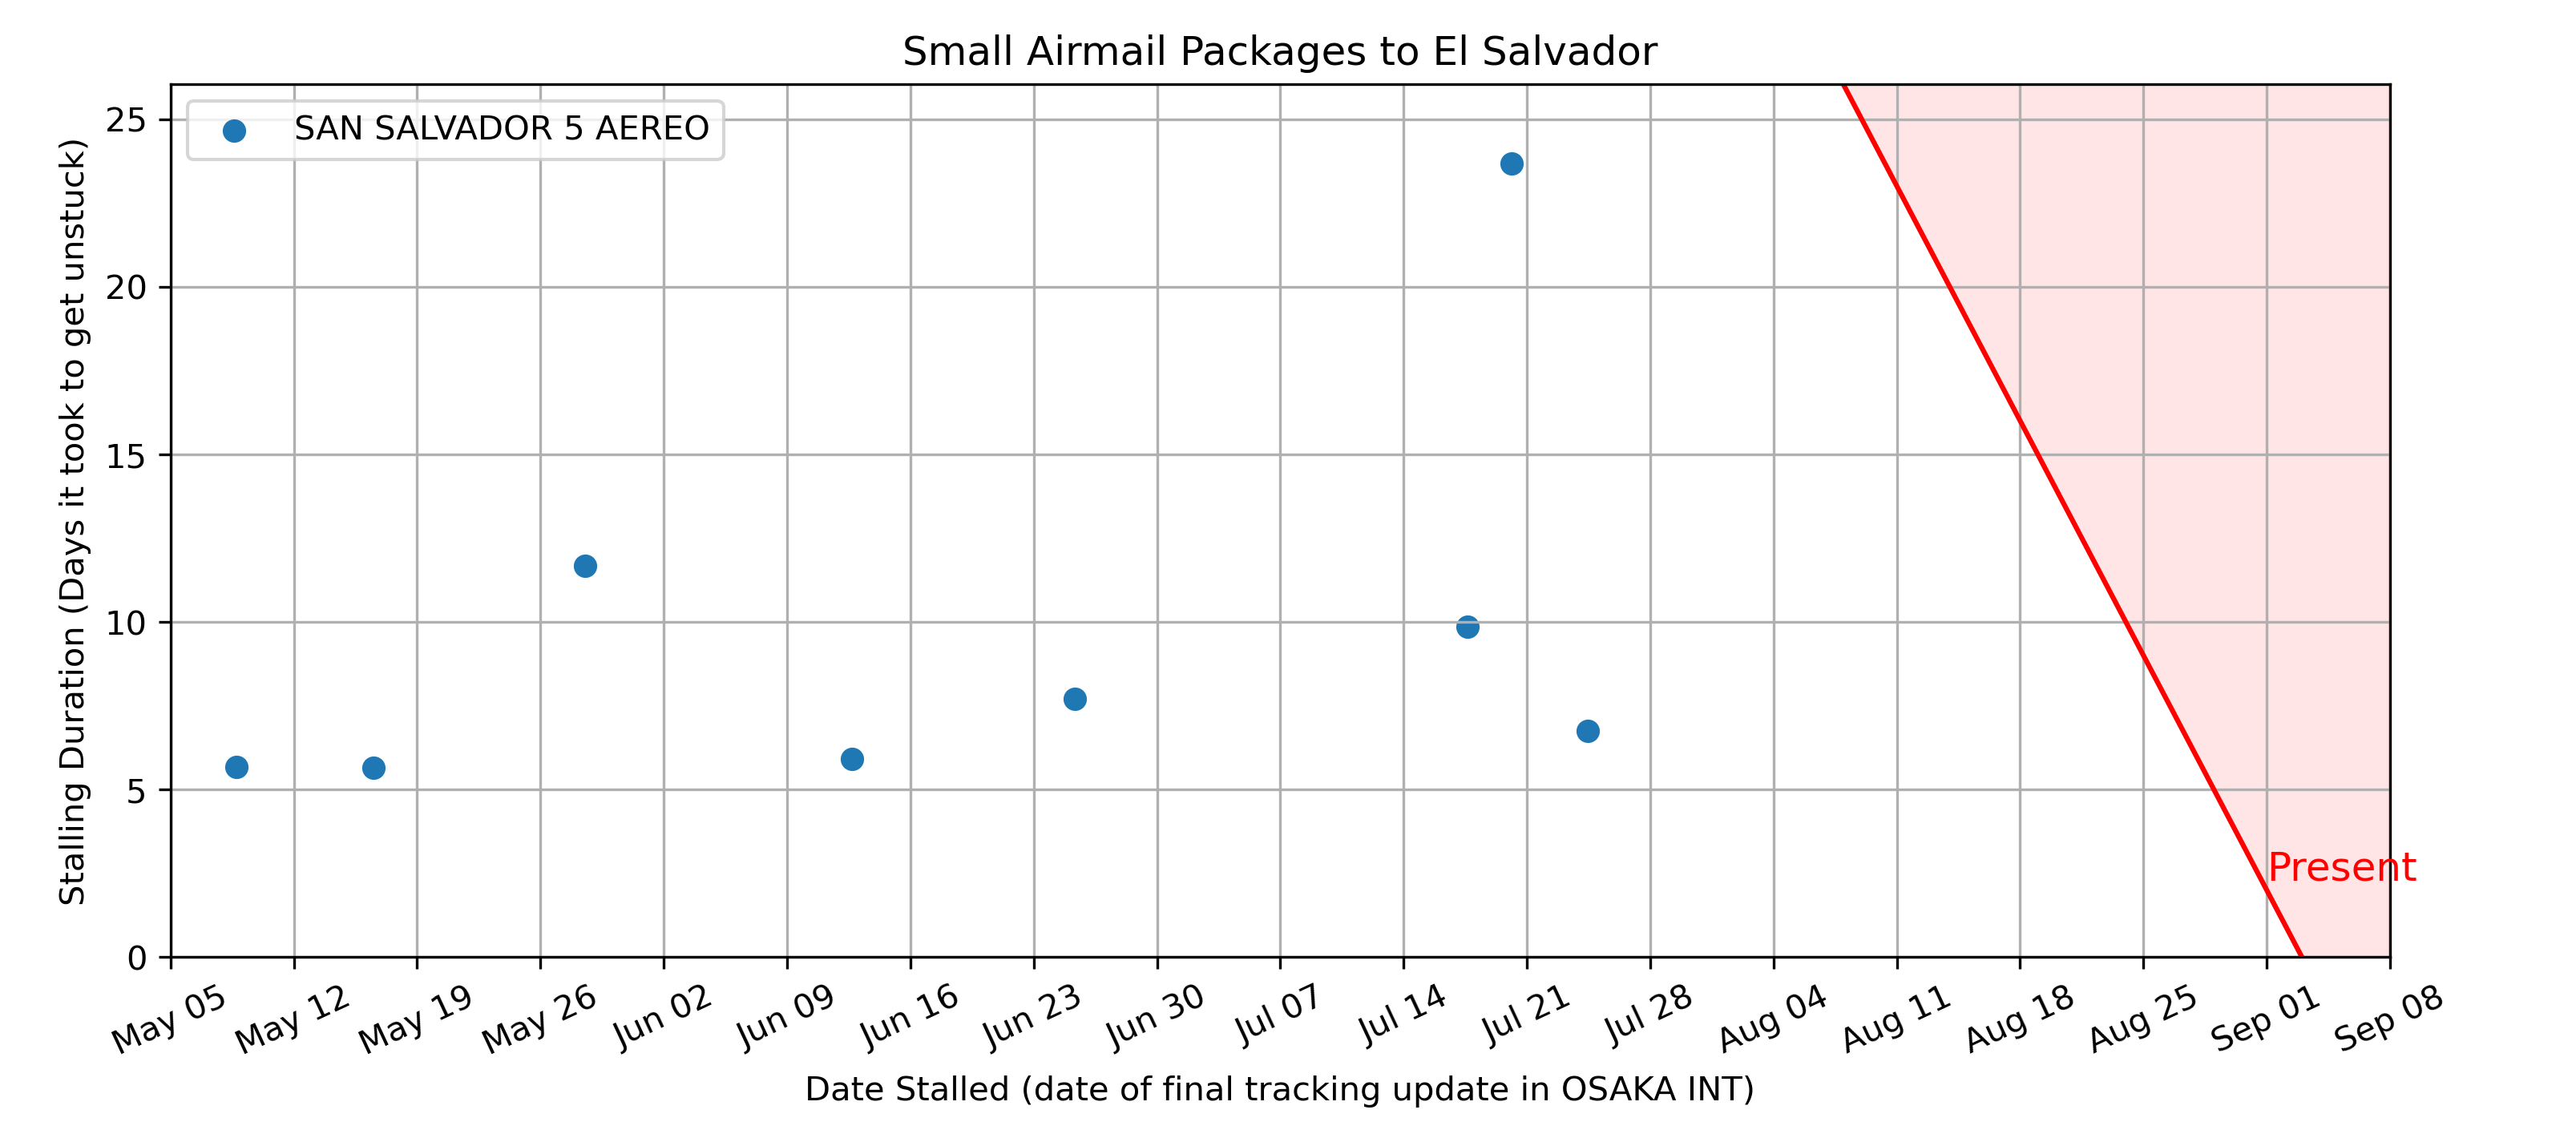 Small Airmail Packages to El Salvador
SAN SALVADOR 5 AEREO
Stalling Duration (Days it took to get unstuck)
25
20
15
10
5
0
Present
May 05
May 12
May 19
May 26
Jun 02
Jun 09
Jun 16
Jun 23
Jun 30
Jul 07
Jul 14
Jul 21
Jul 28
Aug 04
Aug 11
Aug 18
Aug 25
Sep 01
Sep 08
Date Stalled (date of final tracking update in OSAKA INT)